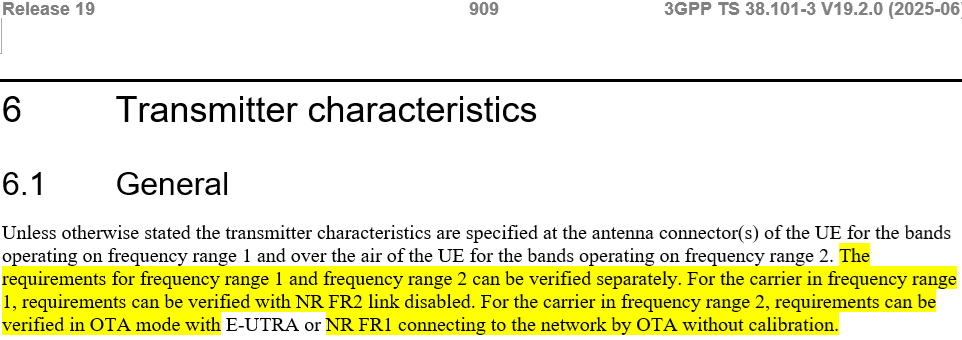 Release 19 909 3GPP TS 38.101-3 V19.2.0 (2025-06)
6 Transmitter characteristics
6.1 General
Unless otherwise stated the transmitter characteristics are specified at the antenna connector(s) of the UE for the bands
operating on frequency range 1 and over the air of the UE for the bands operating on frequency range 2. The
requirements for frequency range 1 and frequency range 2 can be verified separately. For the carrier in frequency range
1, requirements can be verified with NR FR2 link disabled. For the carrier in frequency range 2, requirements can be
verified in OTA mode with E-UTRA or NR FR1 connecting to the network by OTA without calibration.